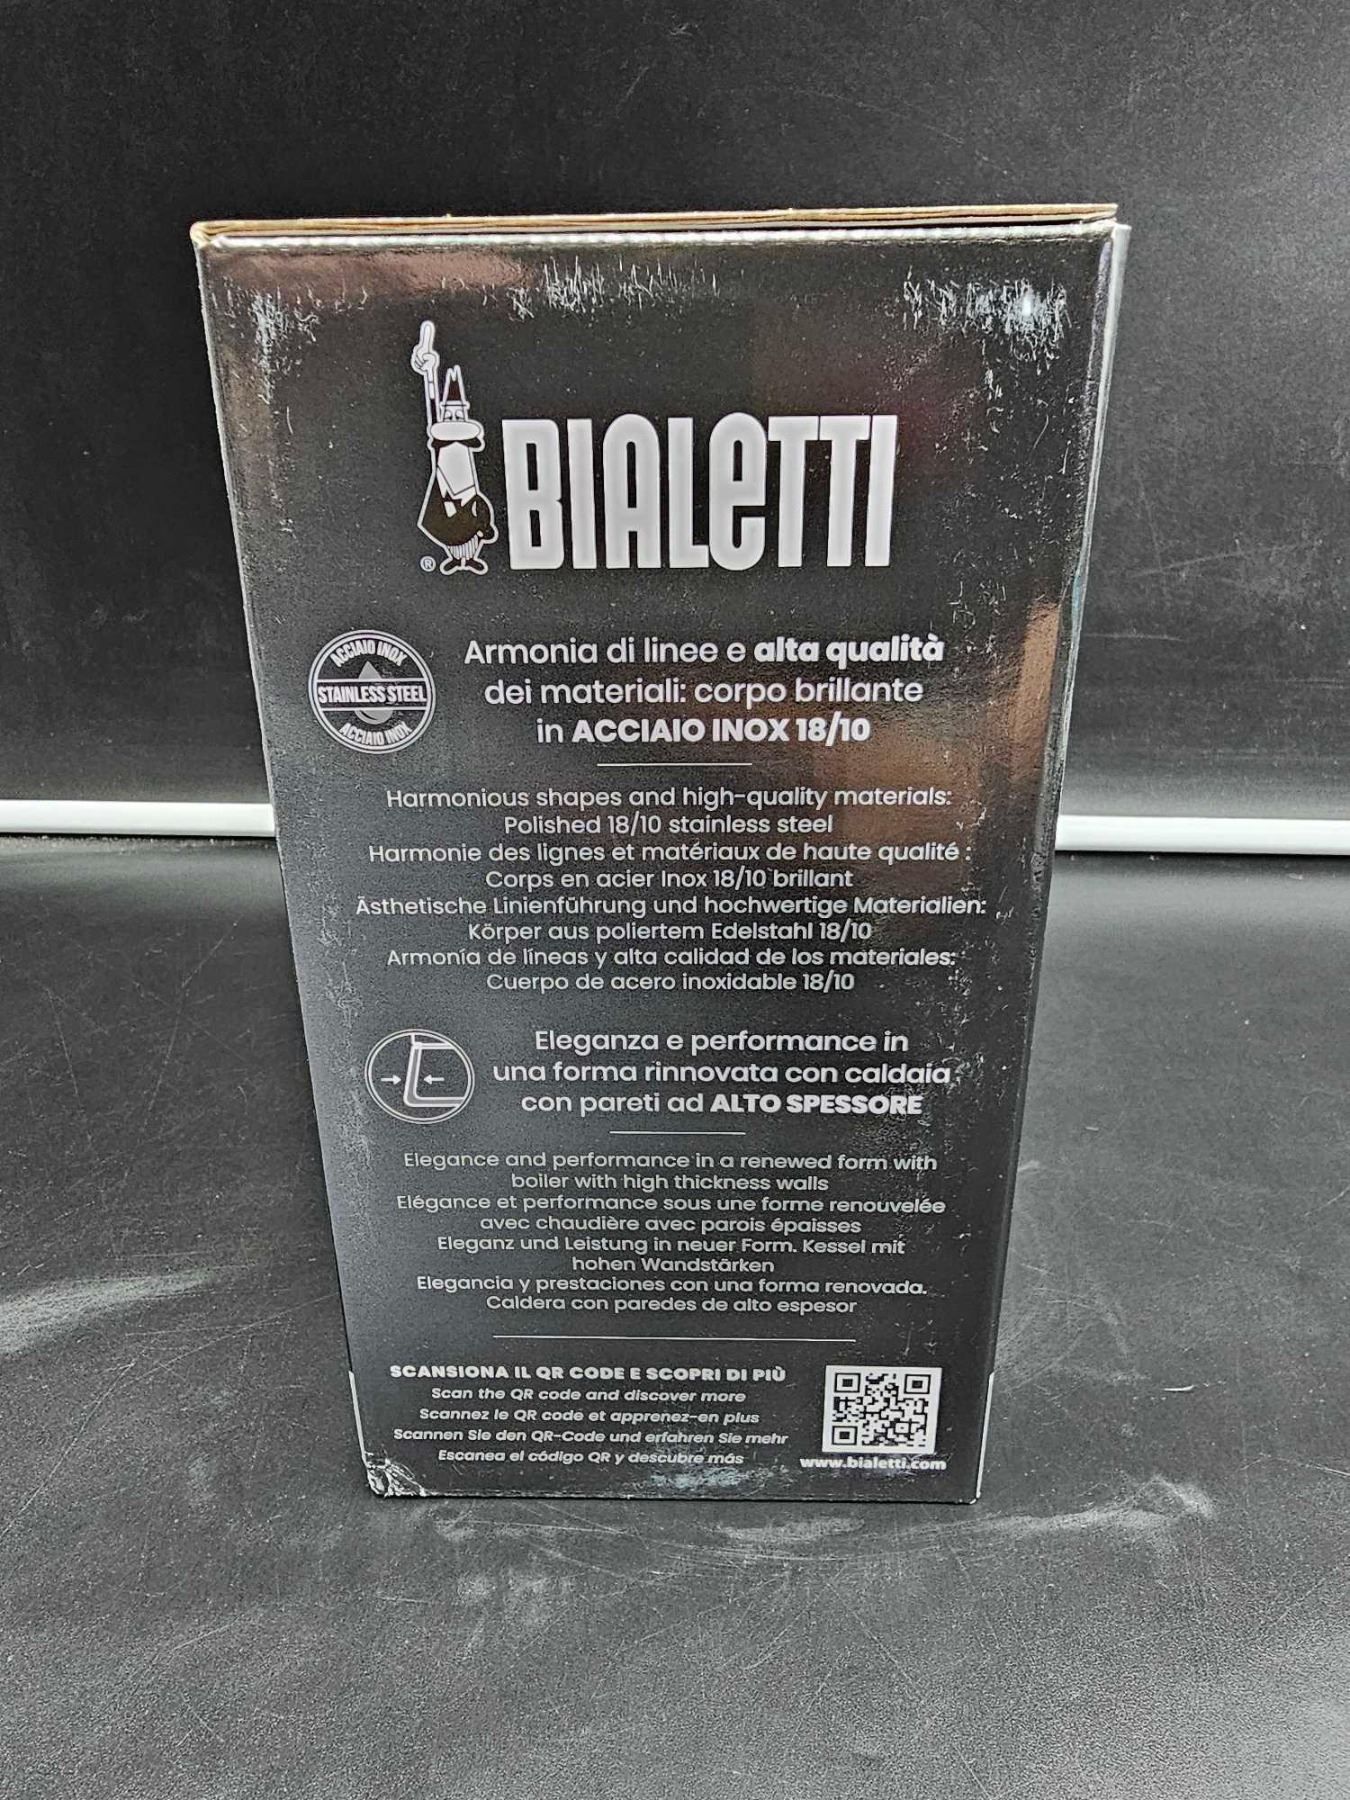 BIALETTI
®
ACCIAIO INOX
STAINLESS STEEL
ACCIAIO INOX
Armonia di linee e alta qualità
dei materiali: corpo brillante
in ACCIAIO INOX 18/10
Harmonious shapes and high-quality materials:
Polished 18/10 stainless steel
Harmonie des lignes et matériaux de haute qualité :
Corps en acier Inox 18/10 brillant
Ästhetische Linienführung und hochwertige Materialien:
Körper aus poliertem Edelstahl 18/10
Armonía de líneas y alta calidad de los materiales:
Cuerpo de acero inoxidable 18/10
Eleganza e performance in
una forma rinnovata con caldaia
con pareti ad ALTO SPESSORE
Elegance and performance in a renewed form with
boiler with high thickness walls
Elégance et performance sous une forme renouvelée
avec chaudière avec parois épaisses
Eleganz und Leistung in neuer Form. Kessel mit
hohen Wandstärken
Elegancia y prestaciones con una forma renovada.
Caldera con paredes de alto espesor
SCANSIONA IL QR CODE E SCOPRI DI PIÙ
Scan the QR code and discover more
Scannez le QR code et apprenez-en plus
Scannen Sie den QR-Code und erfahren Sie mehr
Escanea el código QR y descubre más
www.bialetti.com